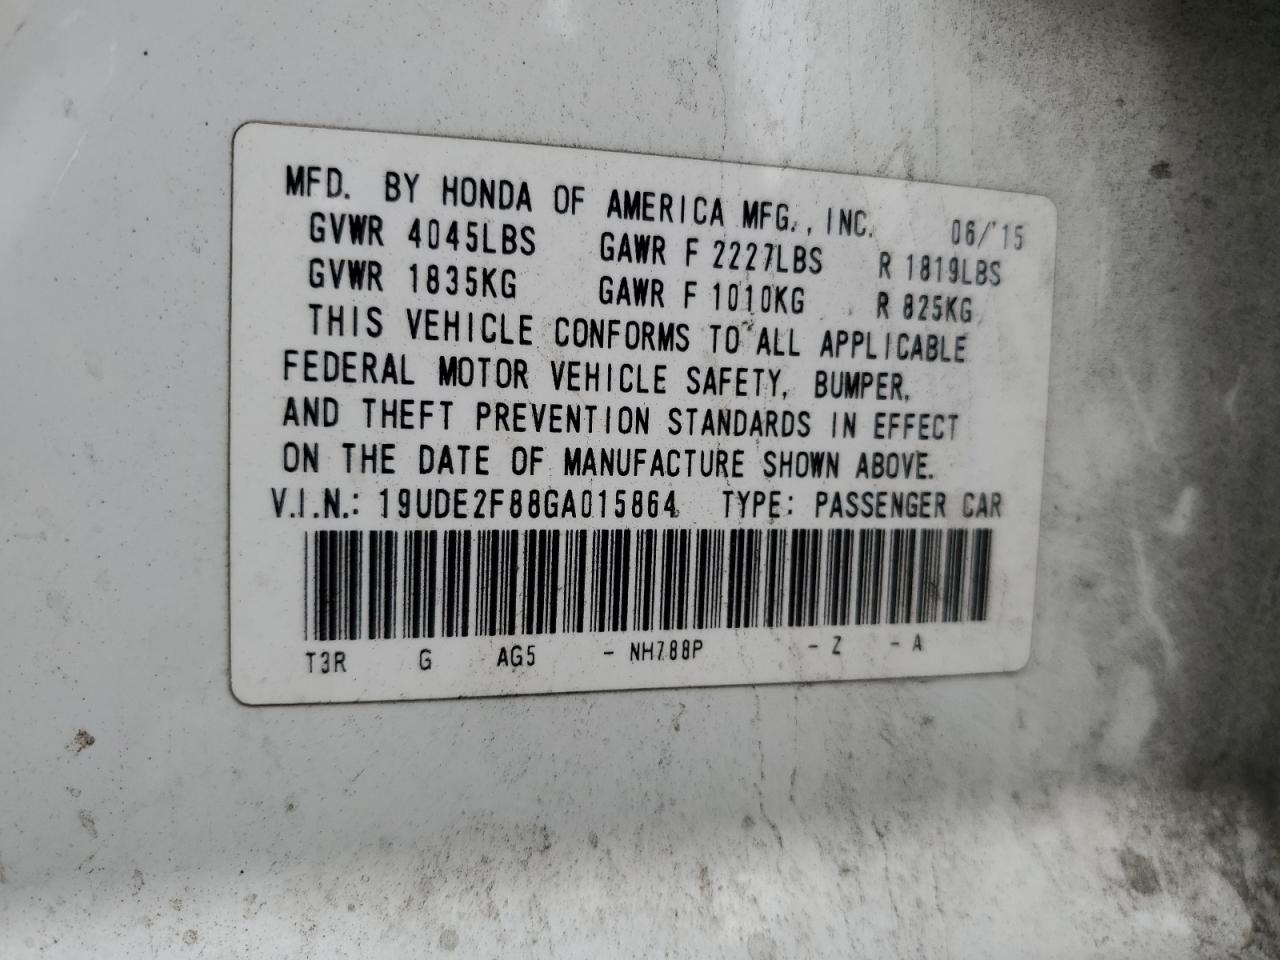 MFD. BY HONDA OF AMERICA MFG., INC. 06/'15
GVWR 4045LBS GAWR F 2227LBS R 1819LBS
GVWR 1835KG GAWR F 1010KG R 825KG
THIS VEHICLE CONFORMS TO ALL APPLICABLE
FEDERAL MOTOR VEHICLE SAFETY, BUMPER,
AND THEFT PREVENTION STANDARDS IN EFFECT
ON THE DATE OF MANUFACTURE SHOWN ABOVE.
V.I.N.: 19UDE2F88GA015864 TYPE: PASSENGER CAR
T3R G AG5 - NH788P - Z - A